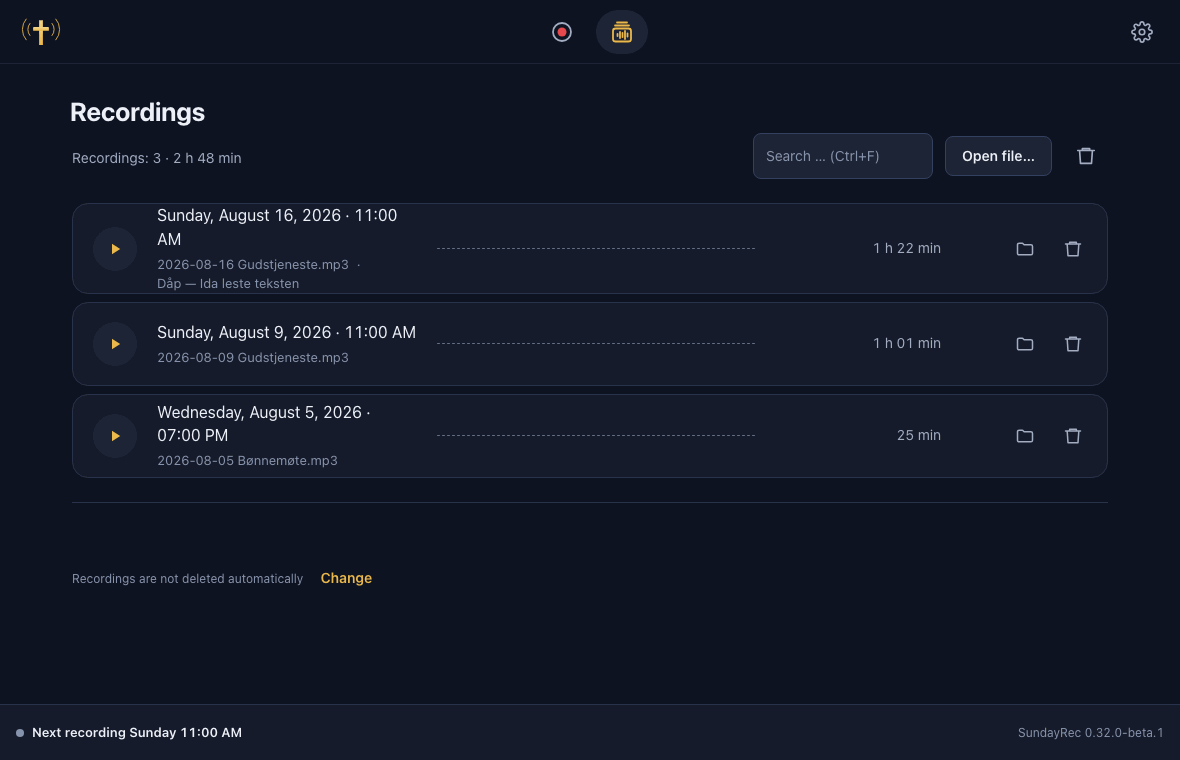 Recordings
Recordings: 3 · 2 h 48 min
Search ... (Ctrl+F)
Open file...
Sunday, August 16, 2026 · 11:00
AM
2026-08-16 Gudstjeneste.mp3 ·
Dåp — Ida leste teksten
1 h 22 min
Sunday, August 9, 2026 · 11:00 AM
2026-08-09 Gudstjeneste.mp3
1 h 01 min
Wednesday, August 5, 2026 ·
07:00 PM
2026-08-05 Bønnemøte.mp3
25 min
Recordings are not deleted automatically
Change
Next recording Sunday 11:00 AM
SundayRec 0.32.0-beta.1